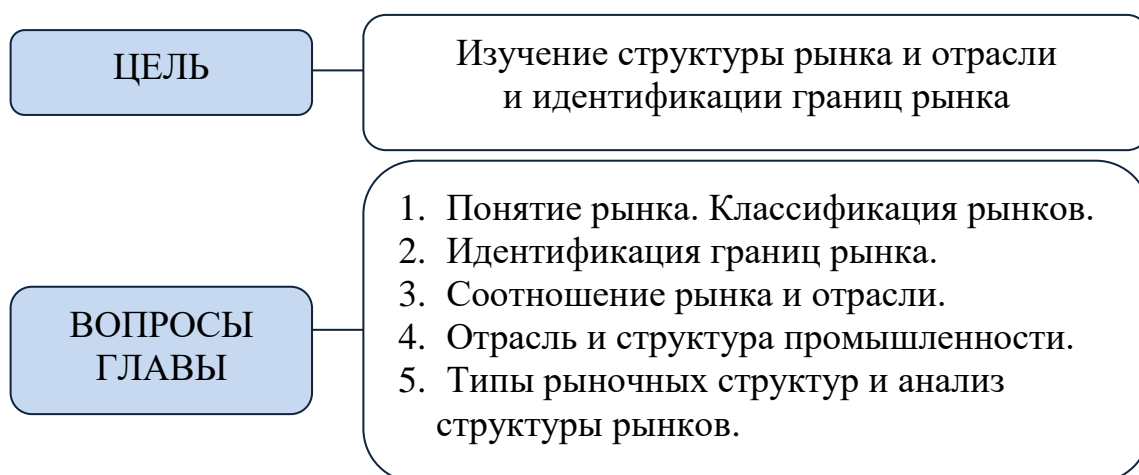 ЦЕЛЬ
Изучение структуры рынка и отрасли
и идентификации границ рынка
ВОПРОСЫ
ГЛАВЫ
1. Понятие рынка. Классификация рынков.
2. Идентификация границ рынка.
3. Соотношение рынка и отрасли.
4. Отрасль и структура промышленности.
5. Типы рыночных структур и анализ
структуры рынков.